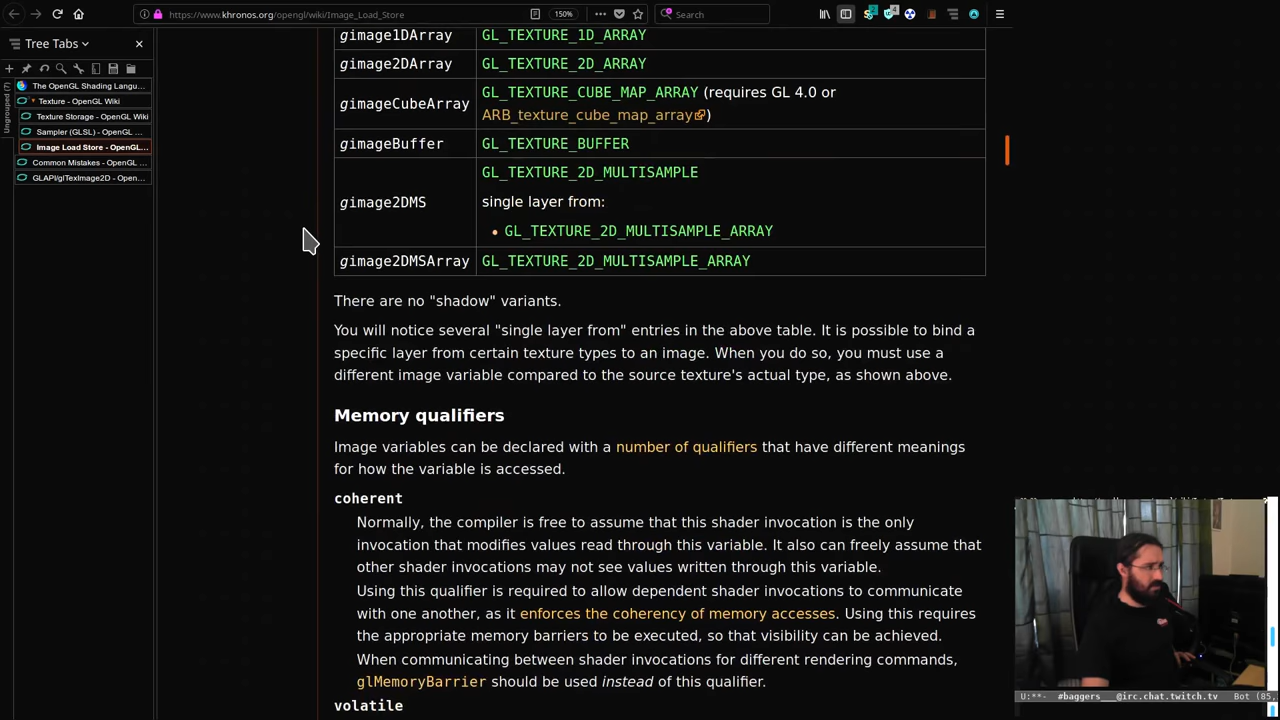 https://www.khronos.org/opengl/wiki/Image_Load_Store
150%
Search
Tree Tabs
Ungrouped (7)
The OpenGL Shading Langu...
Texture - OpenGL Wiki
Texture Storage - OpenGL Wiki
Sampler (GLSL) - OpenGL ...
Image Load Store - OpenGL...
Common Mistakes - OpenGL ...
GLAPI/glTexImage2D - Open...
gimage1DArray GL_TEXTURE_1D_ARRAY
gimage2DArray GL_TEXTURE_2D_ARRAY
gimageCubeArray GL_TEXTURE_CUBE_MAP_ARRAY (requires GL 4.0 or
ARB_texture_cube_map_array)
gimageBuffer GL_TEXTURE_BUFFER
GL_TEXTURE_2D_MULTISAMPLE
gimage2DMS single layer from:
• GL_TEXTURE_2D_MULTISAMPLE_ARRAY
gimage2DMSArray GL_TEXTURE_2D_MULTISAMPLE_ARRAY
There are no "shadow" variants.
You will notice several "single layer from" entries in the above table. It is possible to bind a
specific layer from certain texture types to an image. When you do so, you must use a
different image variable compared to the source texture's actual type, as shown above.
Memory qualifiers
Image variables can be declared with a number of qualifiers that have different meanings
for how the variable is accessed.
coherent
Normally, the compiler is free to assume that this shader invocation is the only
invocation that modifies values read through this variable. It also can freely assume that
other shader invocations may not see values written through this variable.
Using this qualifier is required to allow dependent shader invocations to communicate
with one another, as it enforces the coherency of memory accesses. Using this requires
the appropriate memory barriers to be executed, so that visibility can be achieved.
When communicating between shader invocations for different rendering commands,
glMemoryBarrier should be used instead of this qualifier.
volatile
U:**- #baggers___@irc.chat.twitch.tv Bot (85,